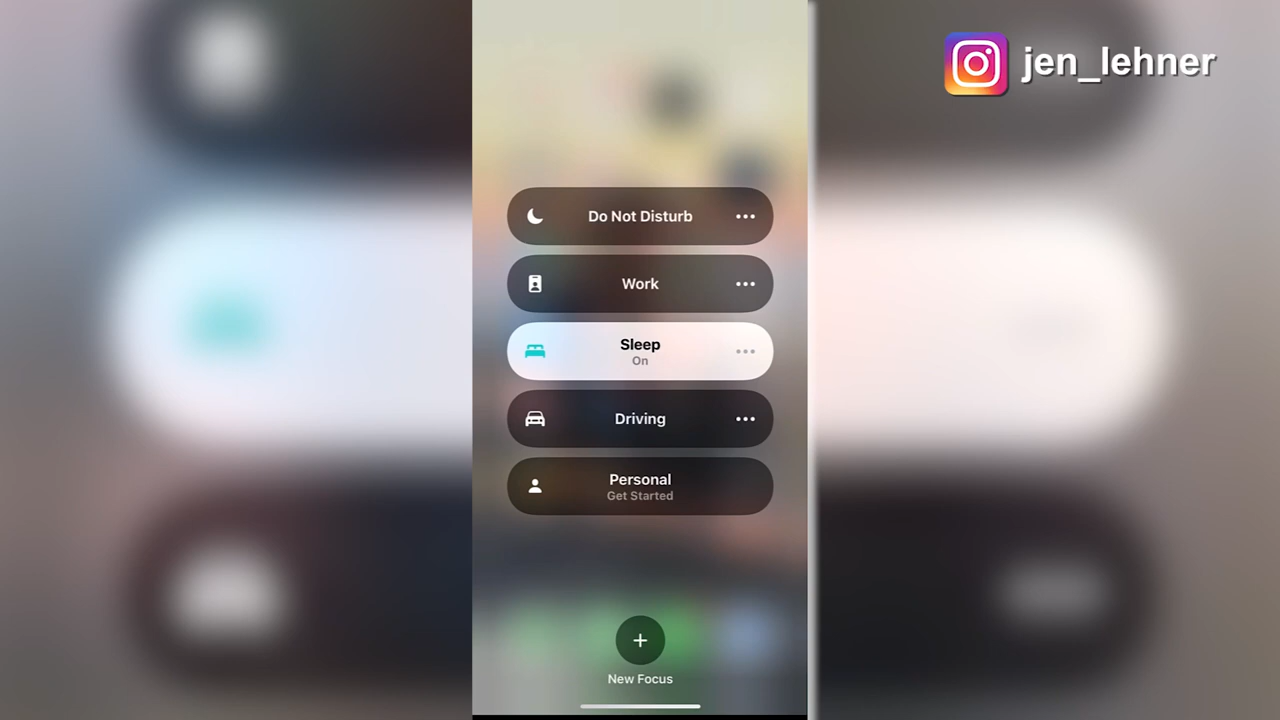 jen_lehner
Do Not Disturb
Work
Sleep
On
Driving
Personal
Get Started
New Focus